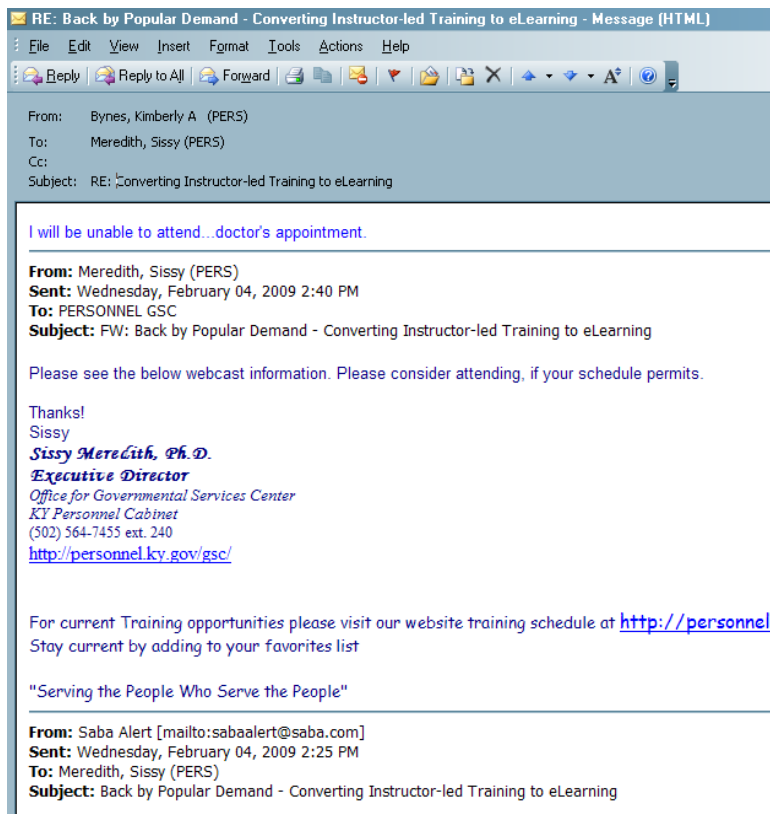 RE: Back by Popular Demand - Converting Instructor-led Training to eLearning - Message (HTML)
File Edit View Insert Format Tools Actions Help
Reply Reply to All Forward
From: Bynes, Kimberly A (PERS)
To: Meredith, Sissy (PERS)
Cc:
Subject: RE: Converting Instructor-led Training to eLearning
I will be unable to attend...doctor's appointment.
From: Meredith, Sissy (PERS)
Sent: Wednesday, February 04, 2009 2:40 PM
To: PERSONNEL GSC
Subject: FW: Back by Popular Demand - Converting Instructor-led Training to eLearning
Please see the below webcast information. Please consider attending, if your schedule permits.
Thanks!
Sissy
Sissy Meredith, Ph.D.
Executive Director
Office for Governmental Services Center
KY Personnel Cabinet
(502) 564-7455 ext. 240
http://personnel.ky.gov/gsc/
For current Training opportunities please visit our website training schedule at http://personnel
Stay current by adding to your favorites list
"Serving the People Who Serve the People"
From: Saba Alert [mailto:sabaalert@saba.com]
Sent: Wednesday, February 04, 2009 2:25 PM
To: Meredith, Sissy (PERS)
Subject: Back by Popular Demand - Converting Instructor-led Training to eLearning